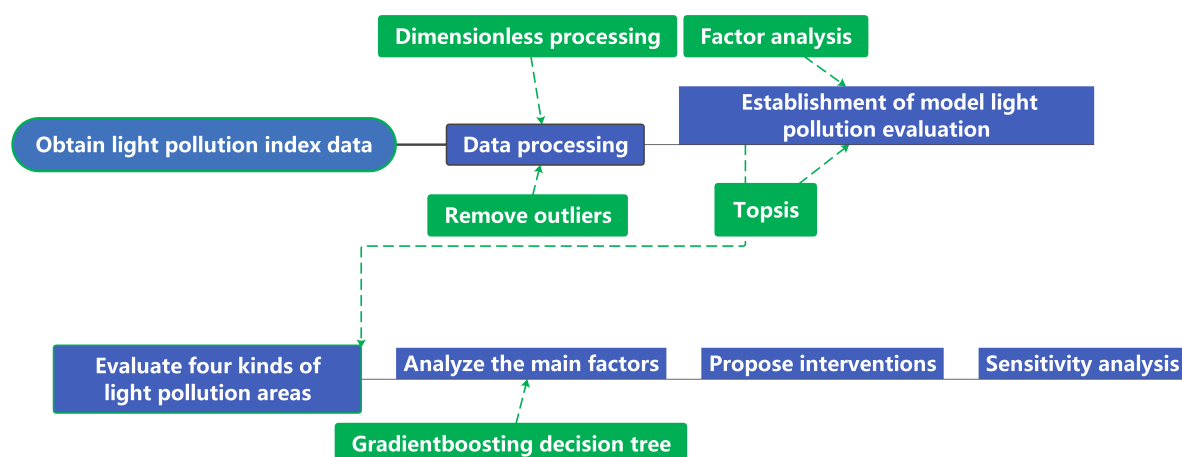 Dimensionless processing
Factor analysis
Establishment of model light
pollution evaluation
Obtain light pollution index data
Data processing
Remove outliers
Topsis
Evaluate four kinds of
light pollution areas
Analyze the main factors
Propose interventions
Sensitivity analysis
Gradientboosting decision tree